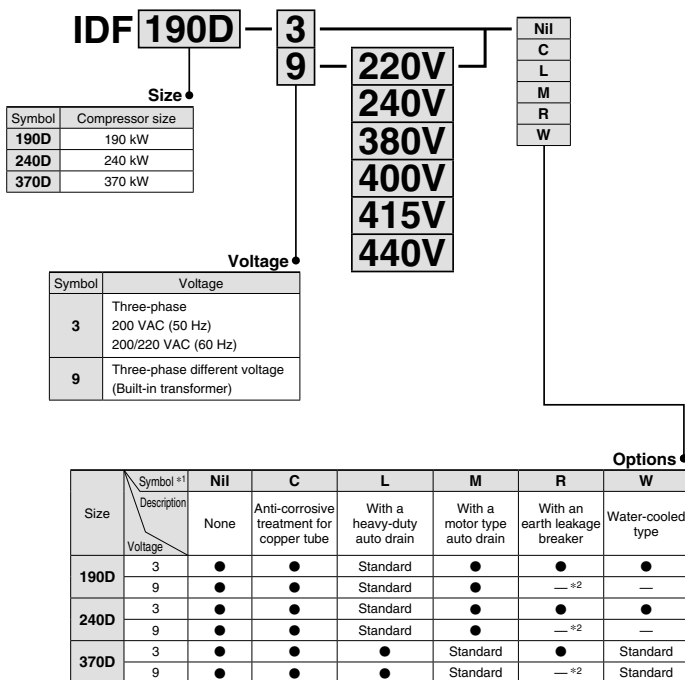 IDF 190D — 3
9 — 220V
240V
380V
400V
415V
440V
Nil
C
L
M
R
W
Size
Symbol Compressor size
190D 190 kW
240D 240 kW
370D 370 kW
Voltage
Symbol Voltage
3 Three-phase
200 VAC (50 Hz)
200/220 VAC (60 Hz)
9 Three-phase different voltage
(Built-in transformer)
Options
Size Symbol *1 Nil C L M R W
Description
Voltage
None
Anti-corrosive
treatment for
copper tube
With a
heavy-duty
auto drain
With a
motor type
auto drain
With an
earth leakage
breaker
Water-cooled
type
190D 3 ● ● Standard ● ● ●
9 ● ● Standard ● — *2 —
240D 3 ● ● Standard ● ● ●
9 ● ● Standard ● — *2 —
370D 3 ● ● ● Standard ● Standard
9 ● ● ● Standard — *2 Standard